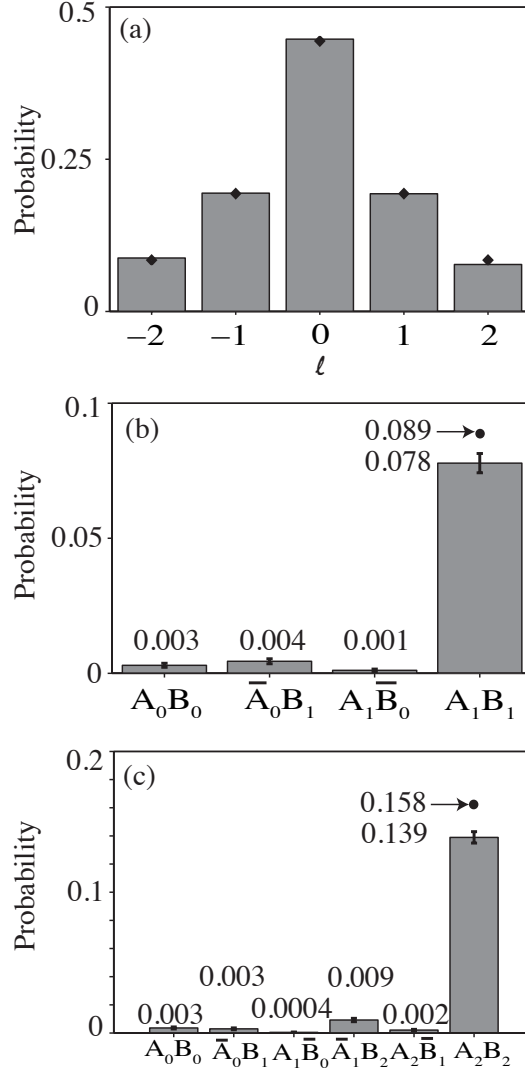 0.5
(a)
Probability
0.25
0
−2 −1 0 1 2
ℓ
0.1
(b)
0.089
0.078
Probability
0.05
0.003 0.004 0.001
0
A₀B₀ A̅₀B₁ A₁B̅₀ A₁B₁
0.2
(c)
0.158
0.139
Probability
0.1
0.003 0.009
0.003 0.0004 0.002
0
A₀B₀ A̅₀B₁ A₁B̅₀ A̅₁B₂ A₂B̅₁ A₂B₂